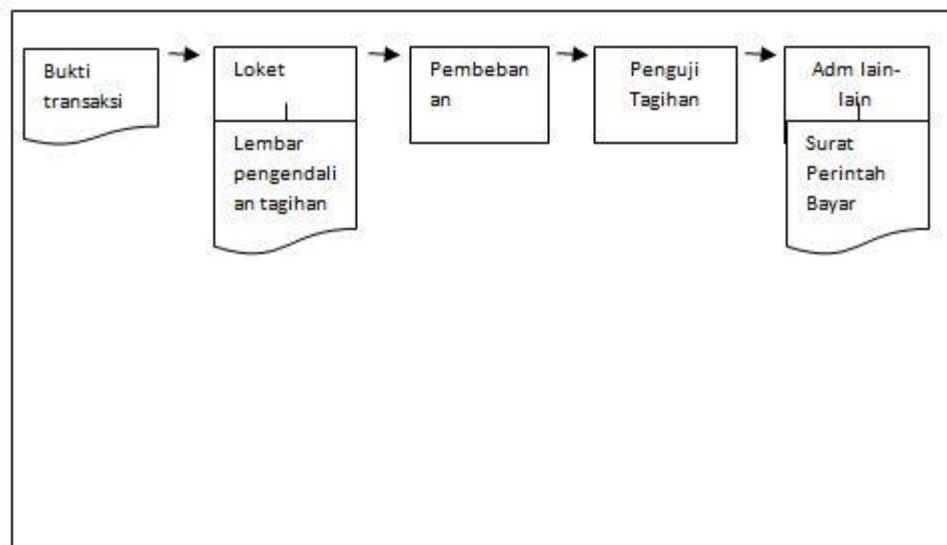 Bukti
transaksi
Loket
Lembar
pengendali
an tagihan
Pembeban
an
Penguji
Tagihan
Adm lain-
lain
Surat
Perintah
Bayar